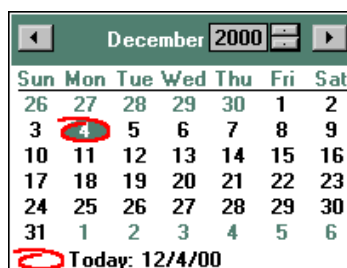 December 2000
Sun Mon Tue Wed Thu Fri Sat
26 27 28 29 30 1 2
3 4 5 6 7 8 9
10 11 12 13 14 15 16
17 18 19 20 21 22 23
24 25 26 27 28 29 30
31 1 2 3 4 5 6
Today: 12/4/00